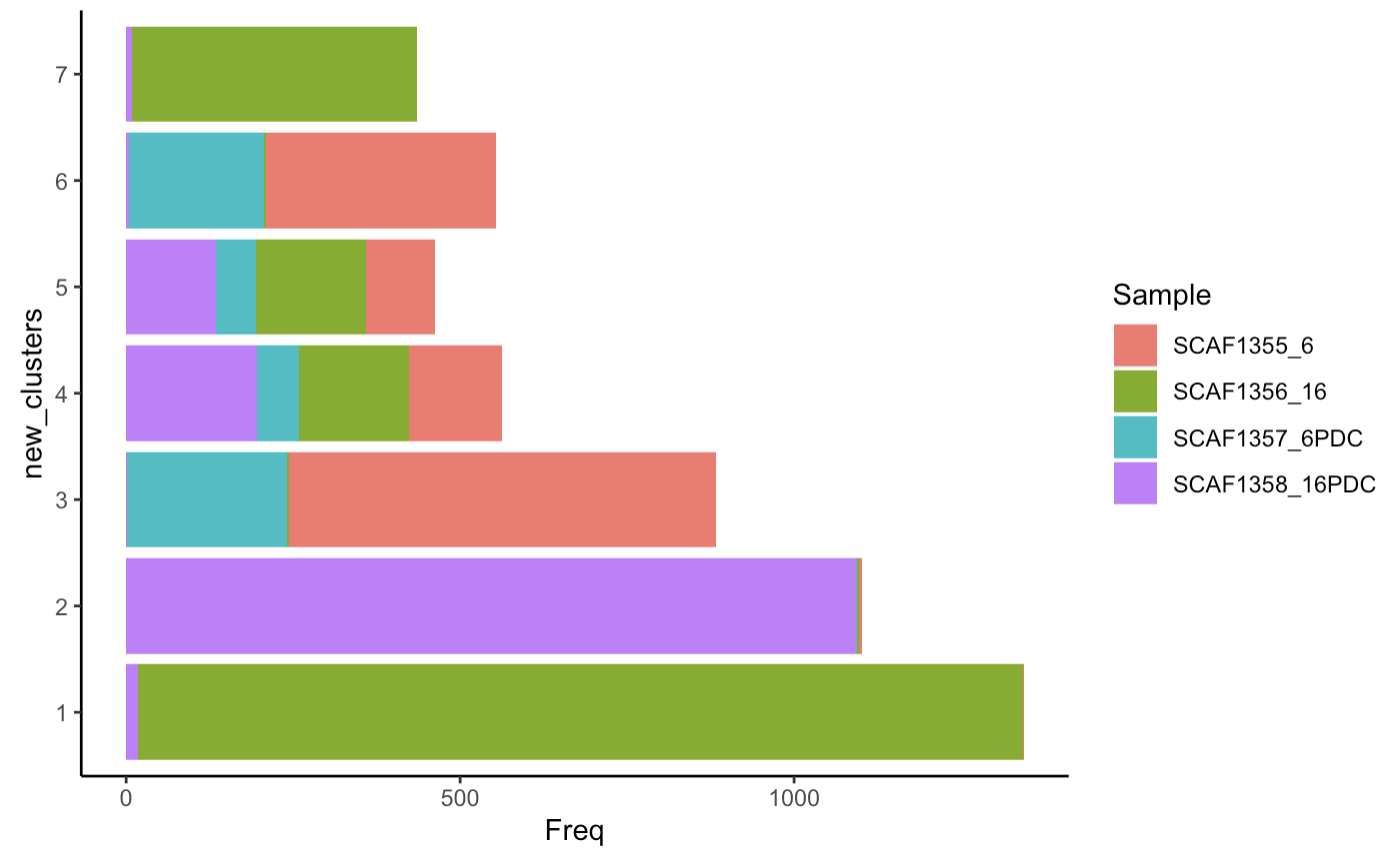 new_clusters
7
6
5
4
3
2
1
0 500 1000
Freq
Sample
SCAF1355_6
SCAF1356_16
SCAF1357_6PDC
SCAF1358_16PDC